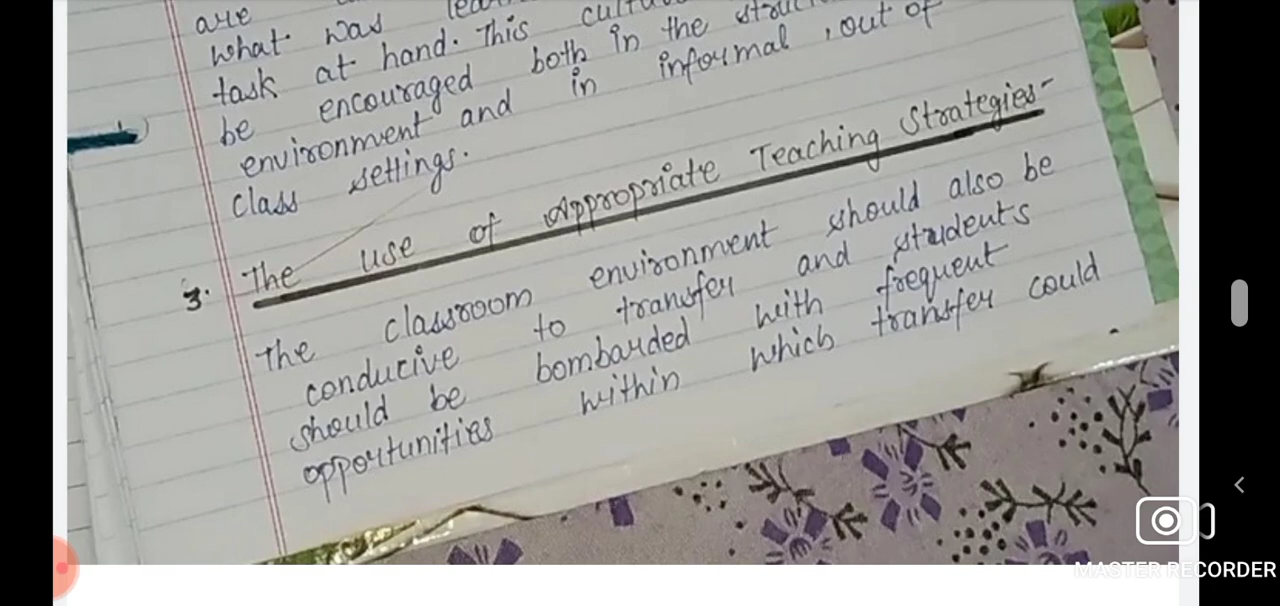 are
what was
task at hand. This
be encouraged both in the
environment and in informal, out of
class settings.
3. The use of Appropriate Teaching Strategies-
The classroom environment should also be
conducive to transfer and students
should be bombarded with frequent
opportunities within which transfer could
MASTER RECORDER